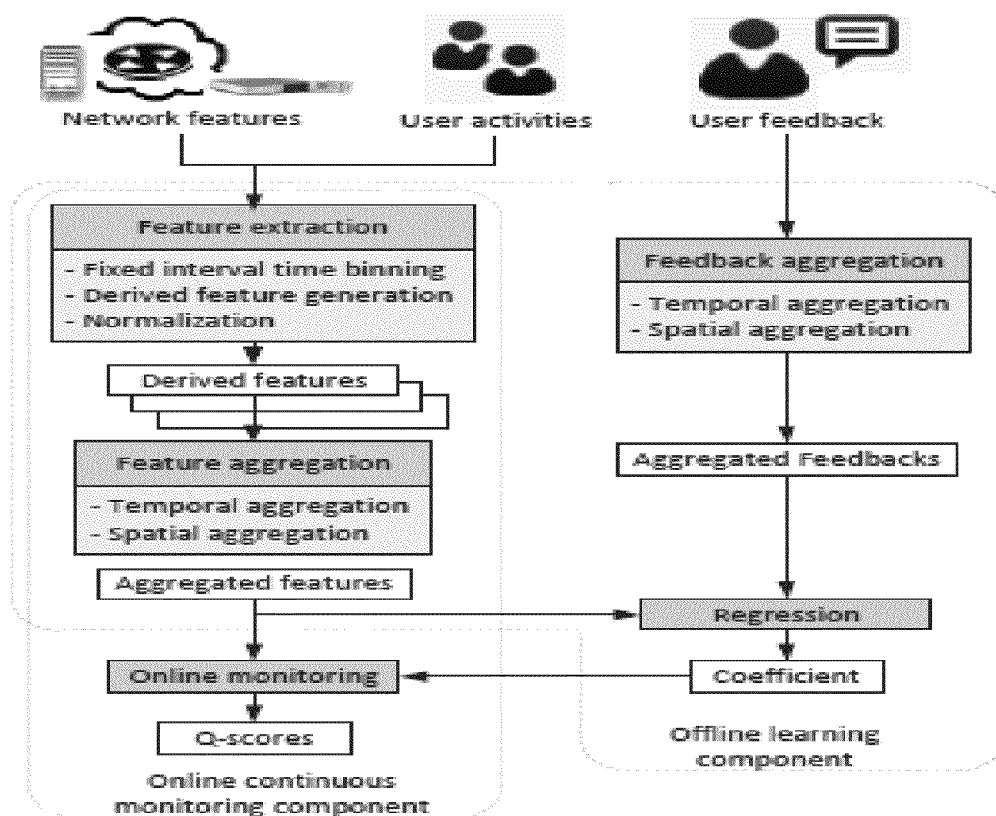 Network features
User activities
User feedback
Feature extraction
- Fixed interval time binning
- Derived feature generation
- Normalization
Derived features
Feature aggregation
- Temporal aggregation
- Spatial aggregation
Aggregated features
Online monitoring
Q-scores
Online continuous
monitoring component
Feedback aggregation
- Temporal aggregation
- Spatial aggregation
Aggregated Feedbacks
Regression
Coefficient
Offline learning
component